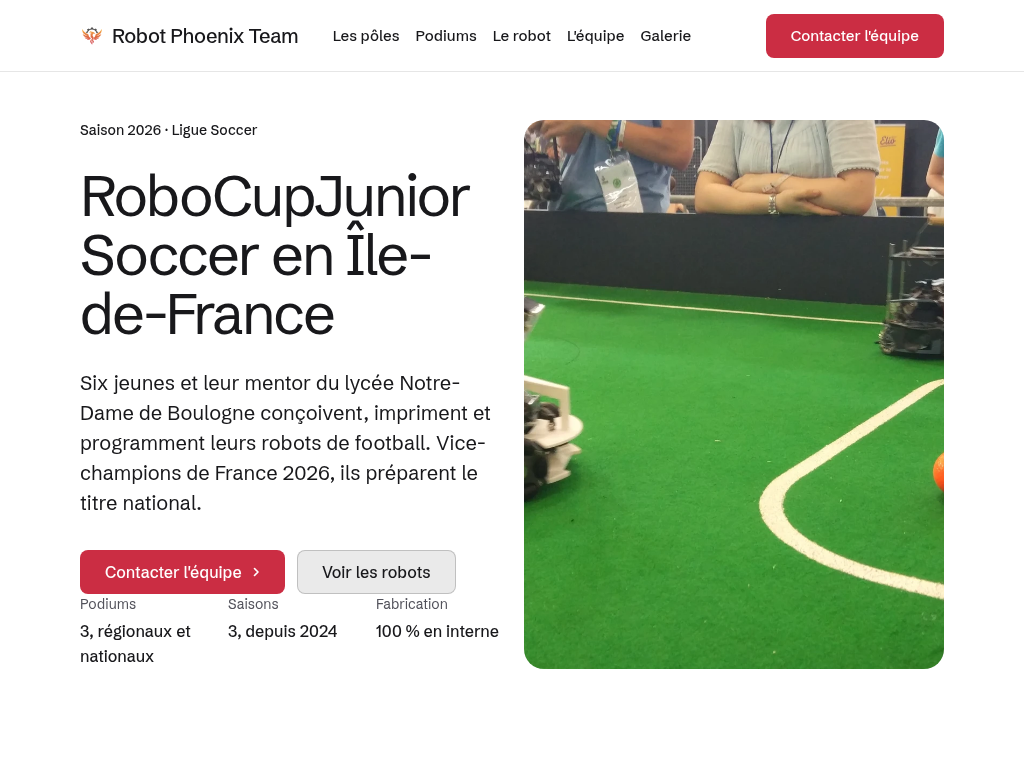 Robot Phoenix Team
Les pôles
Podiums
Le robot
L'équipe
Galerie
Contacter l'équipe
Saison 2026 · Ligue Soccer
RoboCupJunior
Soccer en Île-
de-France
Six jeunes et leur mentor du lycée Notre-
Dame de Boulogne conçoivent, impriment et
programment leurs robots de football. Vice-
champions de France 2026, ils préparent le
titre national.
Contacter l'équipe
Voir les robots
Podiums
3, régionaux et
nationaux
Saisons
3, depuis 2024
Fabrication
100 % en interne